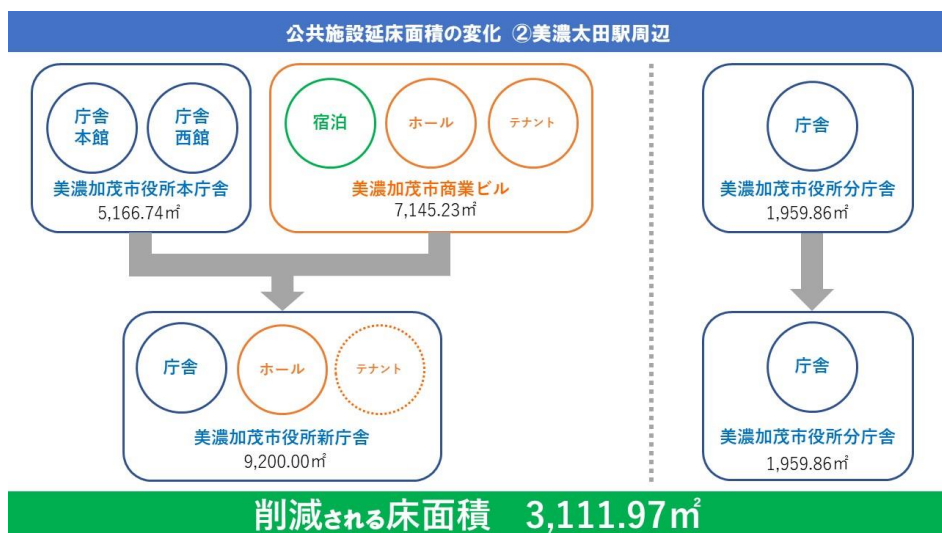 公共施設延床面積の変化 ②美濃太田駅周辺
庁舎
本館
庁舎
西館
美濃加茂市役所本庁舎
5,166.74㎡
宿泊
ホール
テナント
美濃加茂市商業ビル
7,145.23㎡
庁舎
美濃加茂市役所分庁舎
1,959.86㎡
庁舎
ホール
テナント
美濃加茂市役所新庁舎
9,200.00㎡
庁舎
美濃加茂市役所分庁舎
1,959.86㎡
削減される床面積 3,111.97㎡